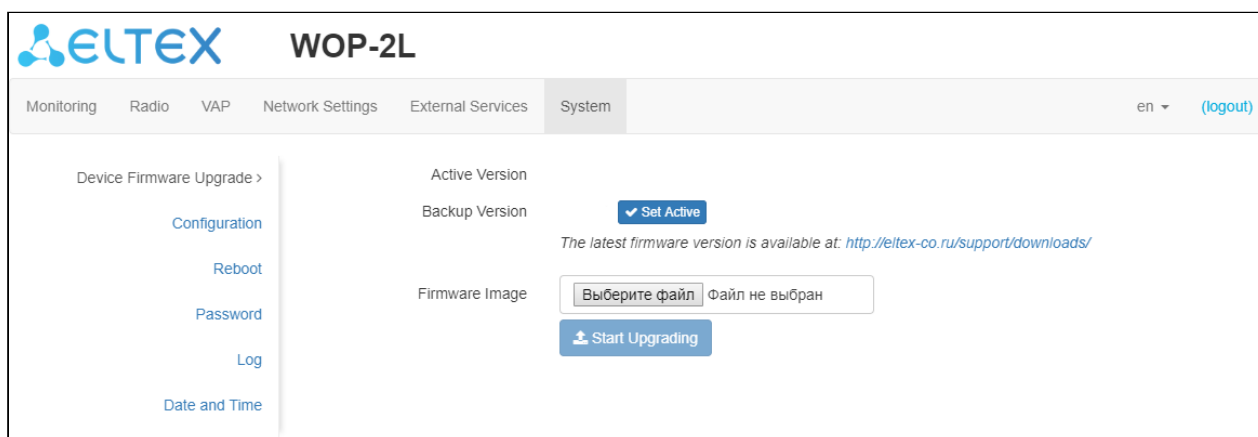 ELTEX WOP-2L
Monitoring Radio VAP Network Settings External Services System en (logout)
Device Firmware Upgrade >
Configuration
Reboot
Password
Log
Date and Time
Active Version
Backup Version Set Active
The latest firmware version is available at: http://eltex-co.ru/support/downloads/
Firmware Image Выберите файл Файл не выбран
Start Upgrading